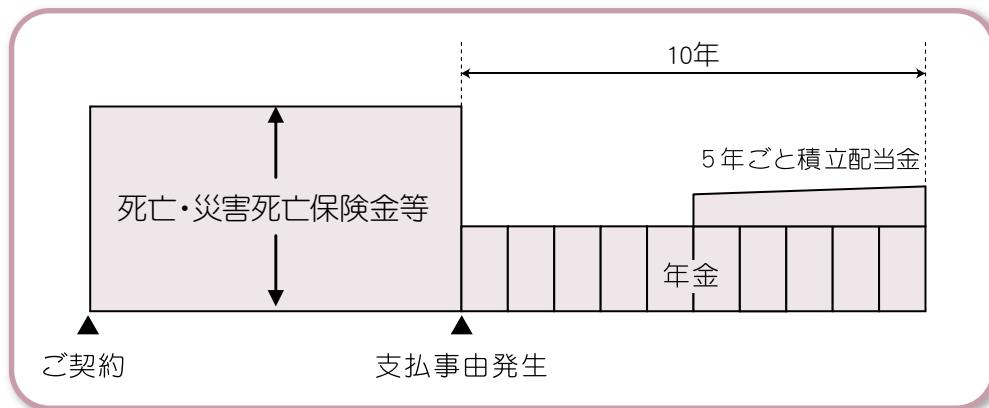 10年
5年ごと積立配当金
死亡・災害死亡保険金等
年金
ご契約
支払事由発生